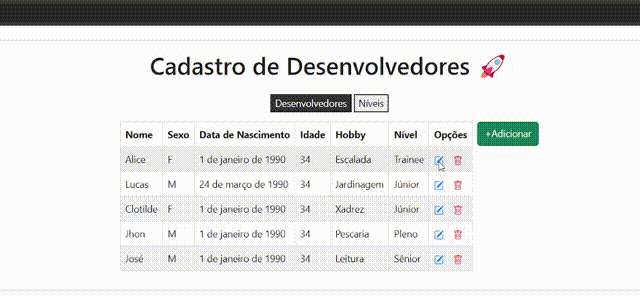 Cadastro de Desenvolvedores 🚀
Desenvolvedores Níveis
Nome Sexo Data de Nascimento Idade Hobby Nível Opções +Adicionar
Alice F 1 de janeiro de 1990 34 Escalada Trainee
Lucas M 24 de março de 1990 34 Jardinagem Júnior
Clotilde F 1 de janeiro de 1990 34 Xadrez Júnior
Jhon M 1 de janeiro de 1990 34 Pescaria Pleno
José M 1 de janeiro de 1990 34 Leitura Sênior